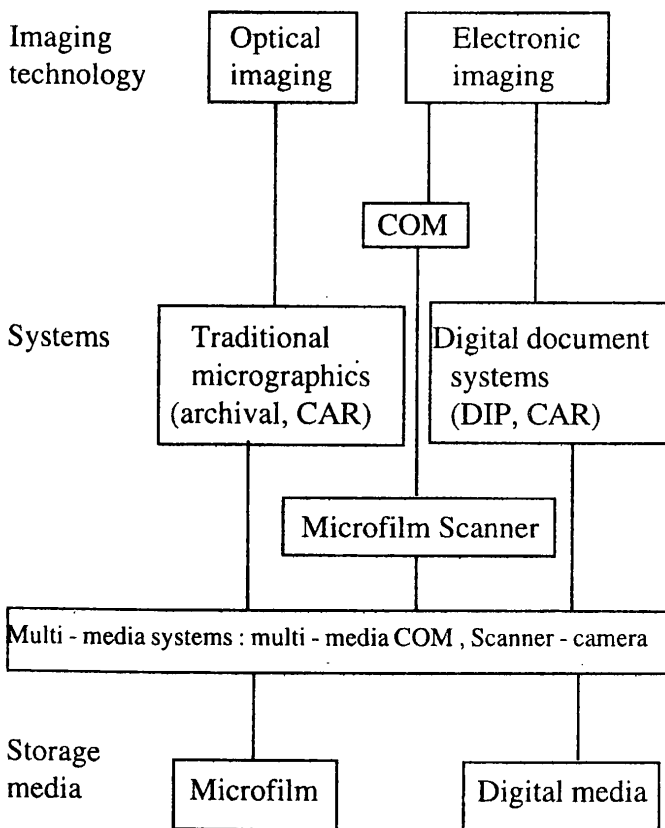 Imaging
technology
Optical
imaging
Electronic
imaging
COM
Systems
Traditional
micrographics
(archival, CAR)
Digital document
systems
(DIP, CAR)
Microfilm Scanner
Multi - media systems : multi - media COM , Scanner - camera
Storage
media
Microfilm
Digital media